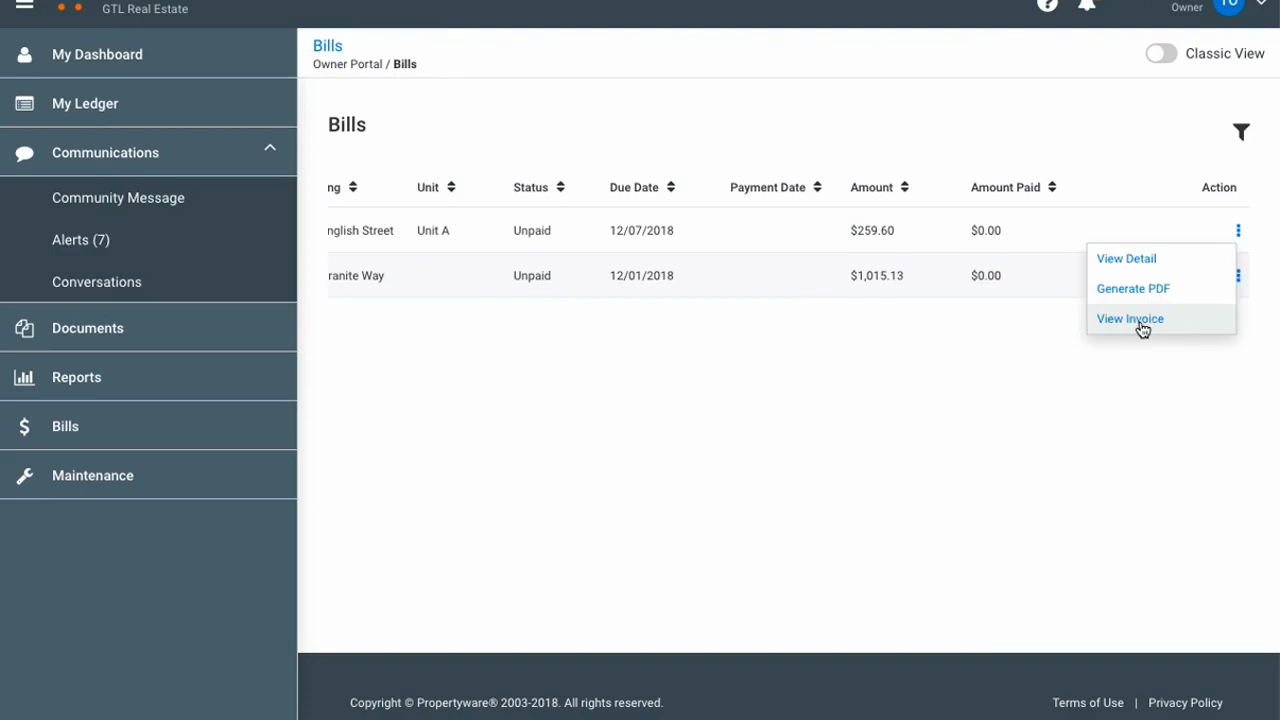 GTL Real Estate
Owner
My Dashboard
My Ledger
Communications
Community Message
Alerts (7)
Conversations
Documents
Reports
Bills
Maintenance
Bills
Owner Portal / Bills
Classic View
Bills
ng Unit Status Due Date Payment Date Amount Amount Paid Action
nglish Street Unit A Unpaid 12/07/2018 $259.60 $0.00
ranite Way Unpaid 12/01/2018 $1,015.13 $0.00
View Detail
Generate PDF
View Invoice
Copyright © Propertyware® 2003-2018. All rights reserved.
Terms of Use | Privacy Policy